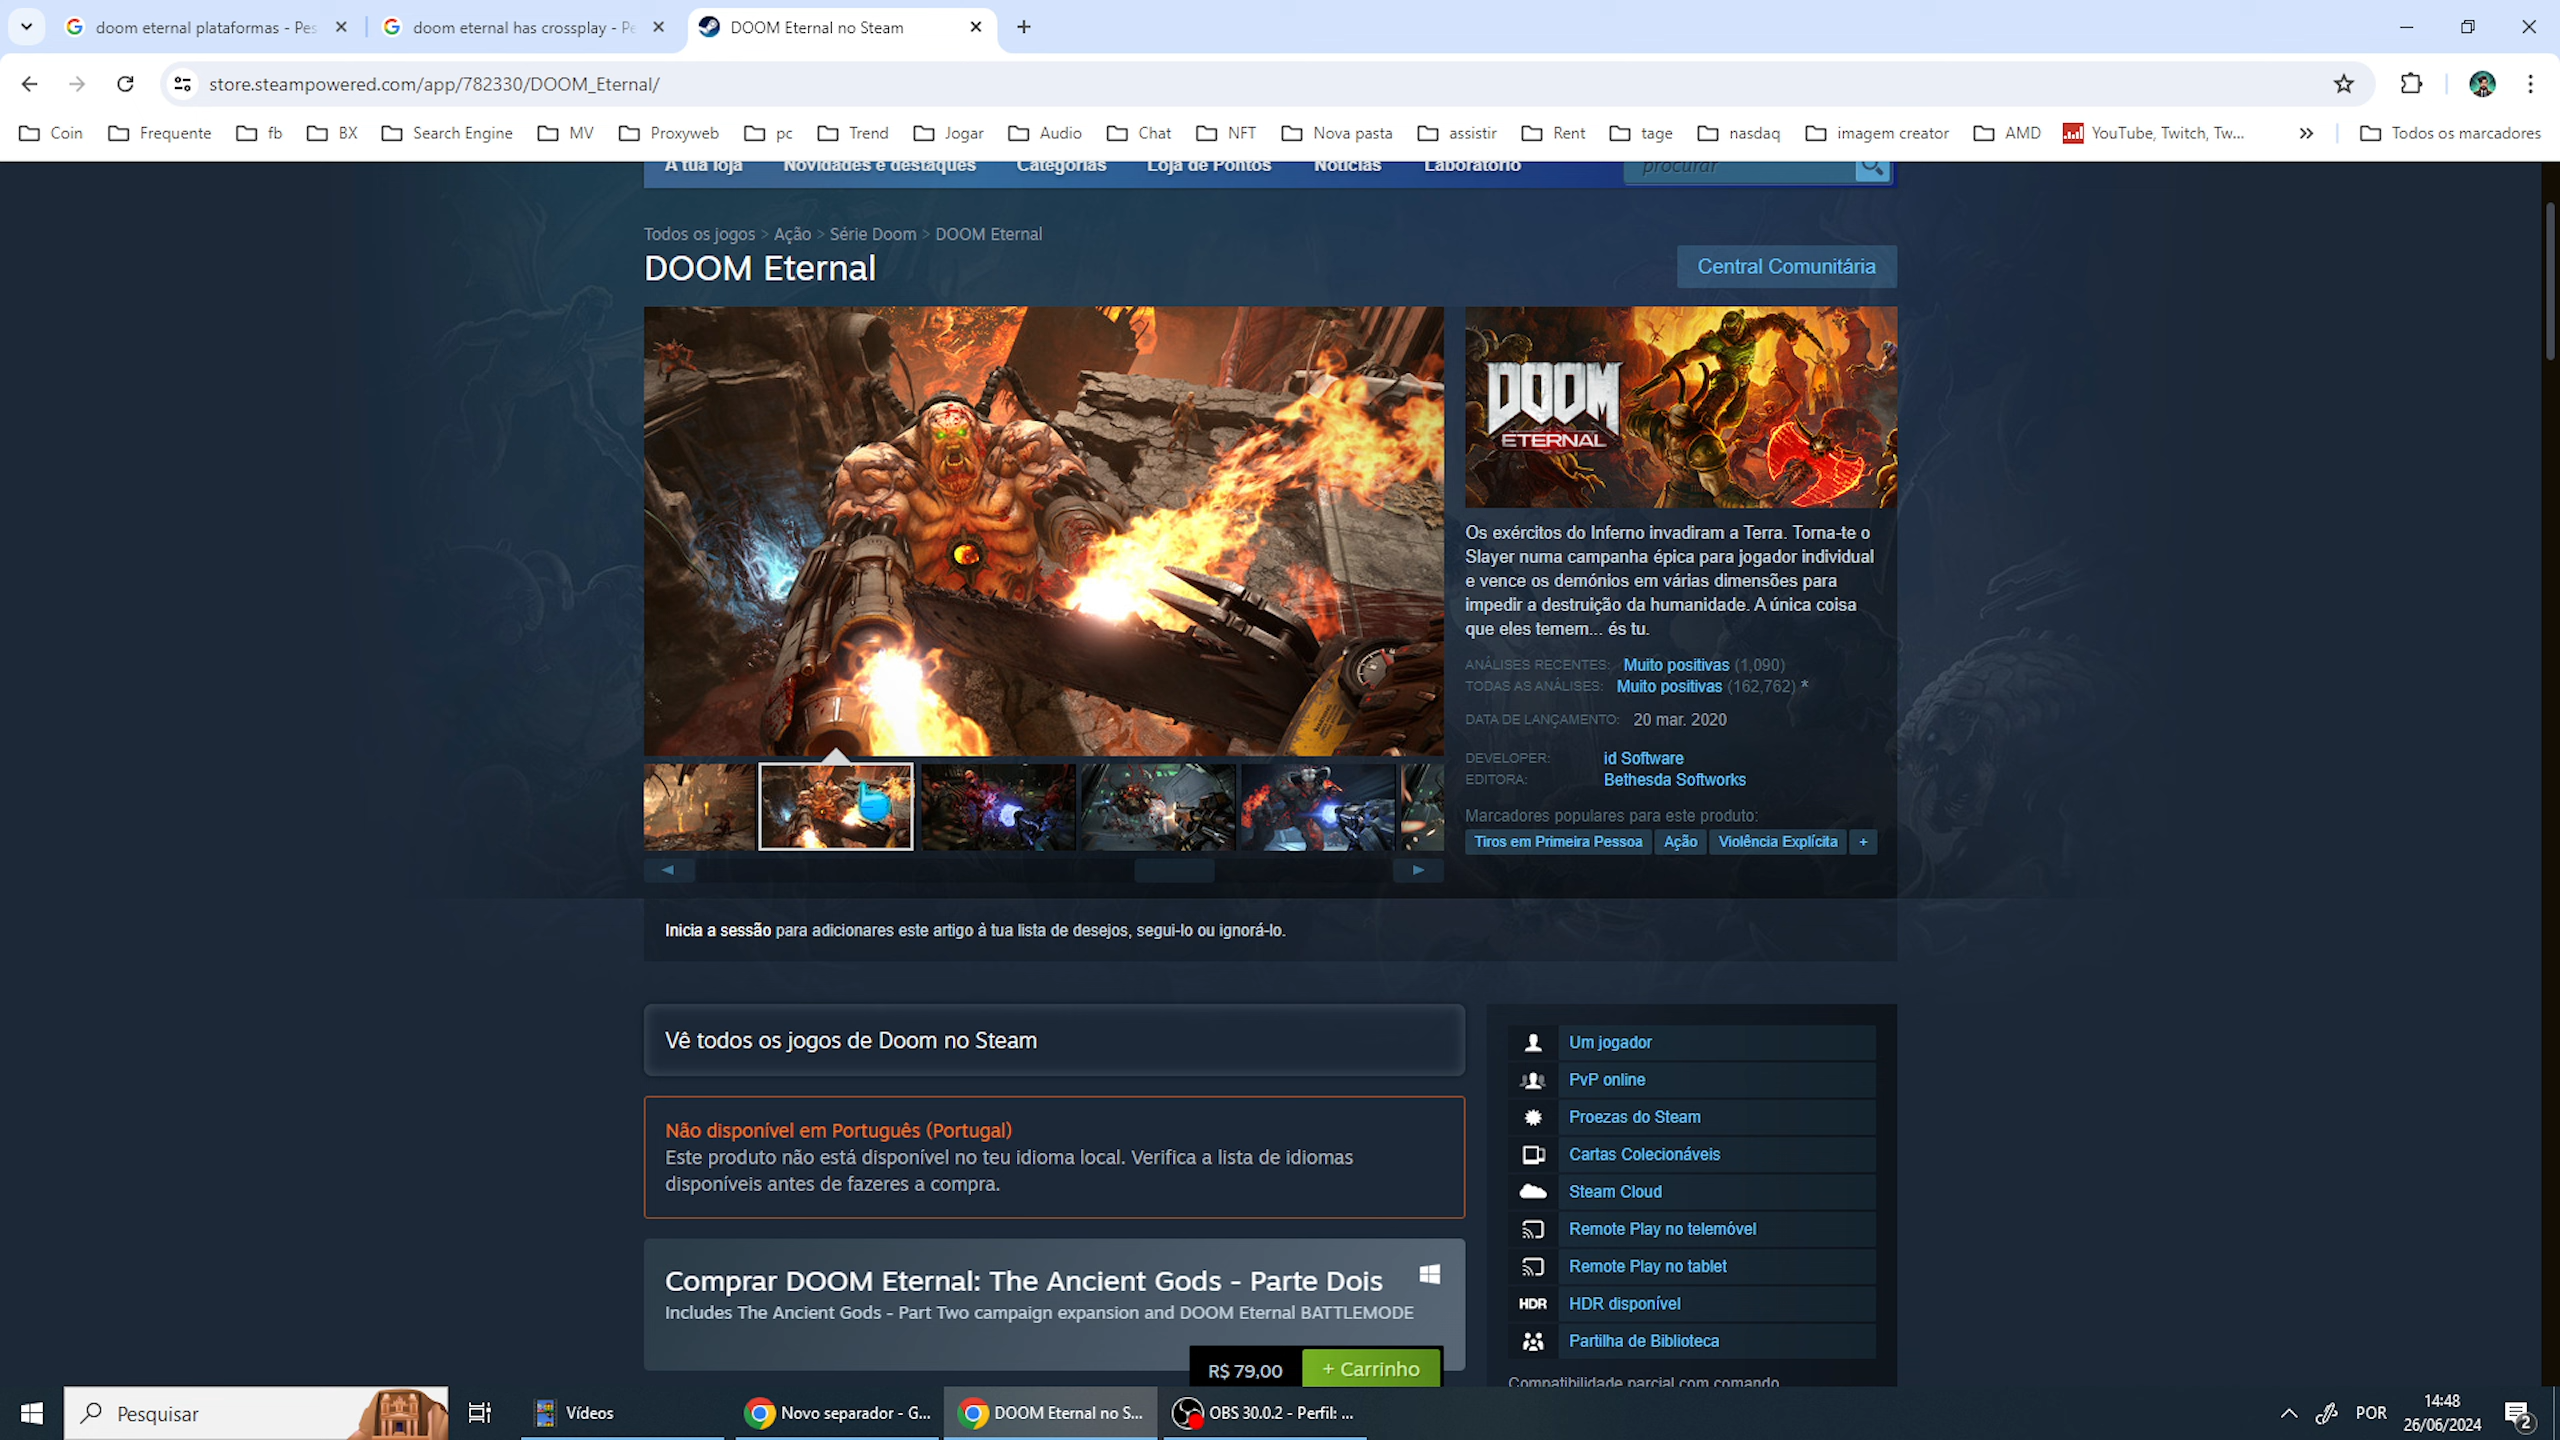 doom eternal plataformas - Pes
doom eternal has crossplay - Pe
DOOM Eternal no Steam
store.steampowered.com/app/782330/DOOM_Eternal/
Coin
Frequente
fb
BX
Search Engine
MV
Proxyweb
pc
Trend
Jogar
Audio
Chat
NFT
Nova pasta
assistir
Rent
tage
nasdaq
imagem creator
AMD
YouTube, Twitch, Tw...
Todos os marcadores
A tua loja
Novidades e destaques
Categorias
Loja de Pontos
Notícias
Laboratório
procurar
Todos os jogos > Ação > Série Doom > DOOM Eternal
DOOM Eternal
Central Comunitária
DOOM
ETERNAL
Os exércitos do Inferno invadiram a Terra. Torna-te o
Slayer numa campanha épica para jogador individual
e vence os demónios em várias dimensões para
impedir a destruição da humanidade. A única coisa
que eles temem... és tu.
ANÁLISES RECENTES: Muito positivas (1,090)
TODAS AS ANÁLISES: Muito positivas (162,762) *
DATA DE LANÇAMENTO: 20 mar. 2020
DEVELOPER: id Software
EDITORA: Bethesda Softworks
Marcadores populares para este produto:
Tiros em Primeira Pessoa
Ação
Violência Explícita
+
Inicia a sessão para adicionares este artigo à tua lista de desejos, segui-lo ou ignorá-lo.
Vê todos os jogos de Doom no Steam
Não disponível em Português (Portugal)
Este produto não está disponível no teu idioma local. Verifica a lista de idiomas
disponíveis antes de fazeres a compra.
Comprar DOOM Eternal: The Ancient Gods - Parte Dois
Includes The Ancient Gods - Part Two campaign expansion and DOOM Eternal BATTLEMODE
R$ 79,00
+ Carrinho
Um jogador
PvP online
Proezas do Steam
Cartas Colecionáveis
Steam Cloud
Remote Play no telemóvel
Remote Play no tablet
HDR HDR disponível
Partilha de Biblioteca
Compatibilidade parcial com comando
Pesquisar
Vídeos
Novo separador - G...
DOOM Eternal no S...
OBS 30.0.2 - Perfil: ...
POR
14:48
26/06/2024
2